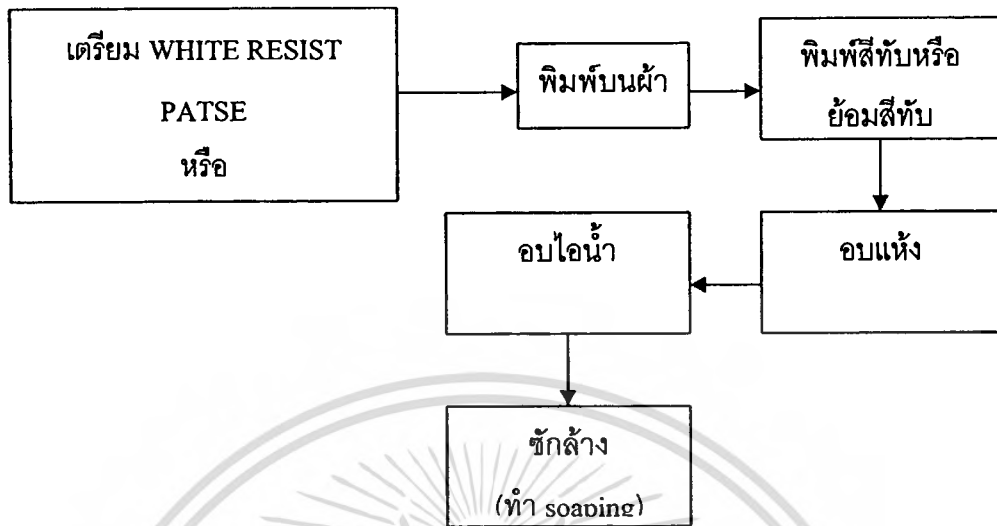 เตรียม WHITE RESIST
PATSE
หรือ
พิมพ์บนผ้า
พิมพ์สีทับหรือ
ย้อมสีทับ
อบแห้ง
อบไอน้ำ
ซักล้าง
(ทำ soaping)